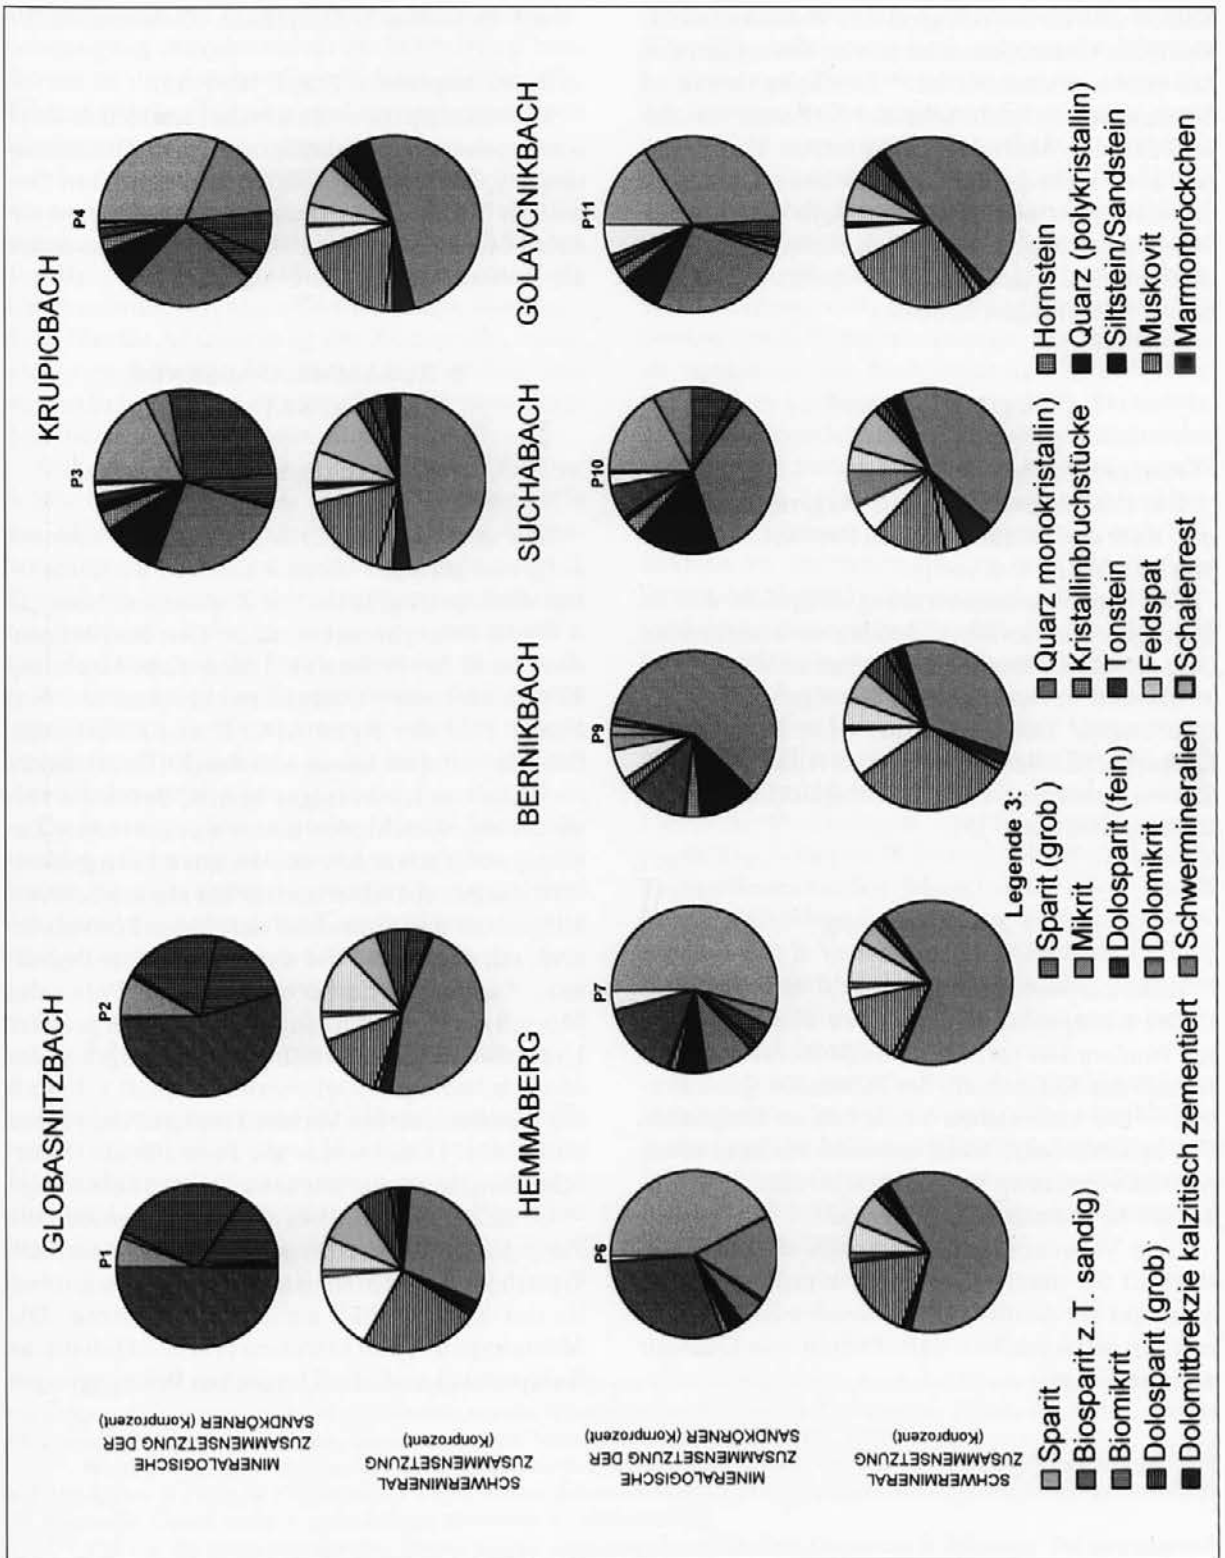 GOBASNITZBACH
KRUPICBACH
P1
P2
P3
P4
MINERALOGISCHE
ZUSAMMENSETZUNG DER
SANDKÖRNER (Kornprozent)
SCHWERMINERAL
ZUSAMMENSETZUNG
(Konprozent)
HEMMABERG
BERNIKBACH
SUCHABACH
GOLAVCNIKBACH
P6
P7
P9
P10
P11
MINERALOGISCHE
ZUSAMMENSETZUNG DER
SANDKÖRNER (Kornprozent)
SCHWERMINERAL
ZUSAMMENSETZUNG
(Kornprozent)
Legende 3:
Sparit
Sparit (grob )
Quarz monokristallin)
Hornstein
Biosparit z.T. sandig)
Mikrit
Kristallinbuchstücke
Quarz (polykristallin)
Biomikrit
Dolosparit (fein)
Tonstein
Siltstein/Sandstein
Dolosparit (grob)
Dolomikrit
Feldspat
Muskovit
Dolomitbrekzie kalzitisch zementiert
Schwermineralien
Schalenrest
Marmorbröckchen